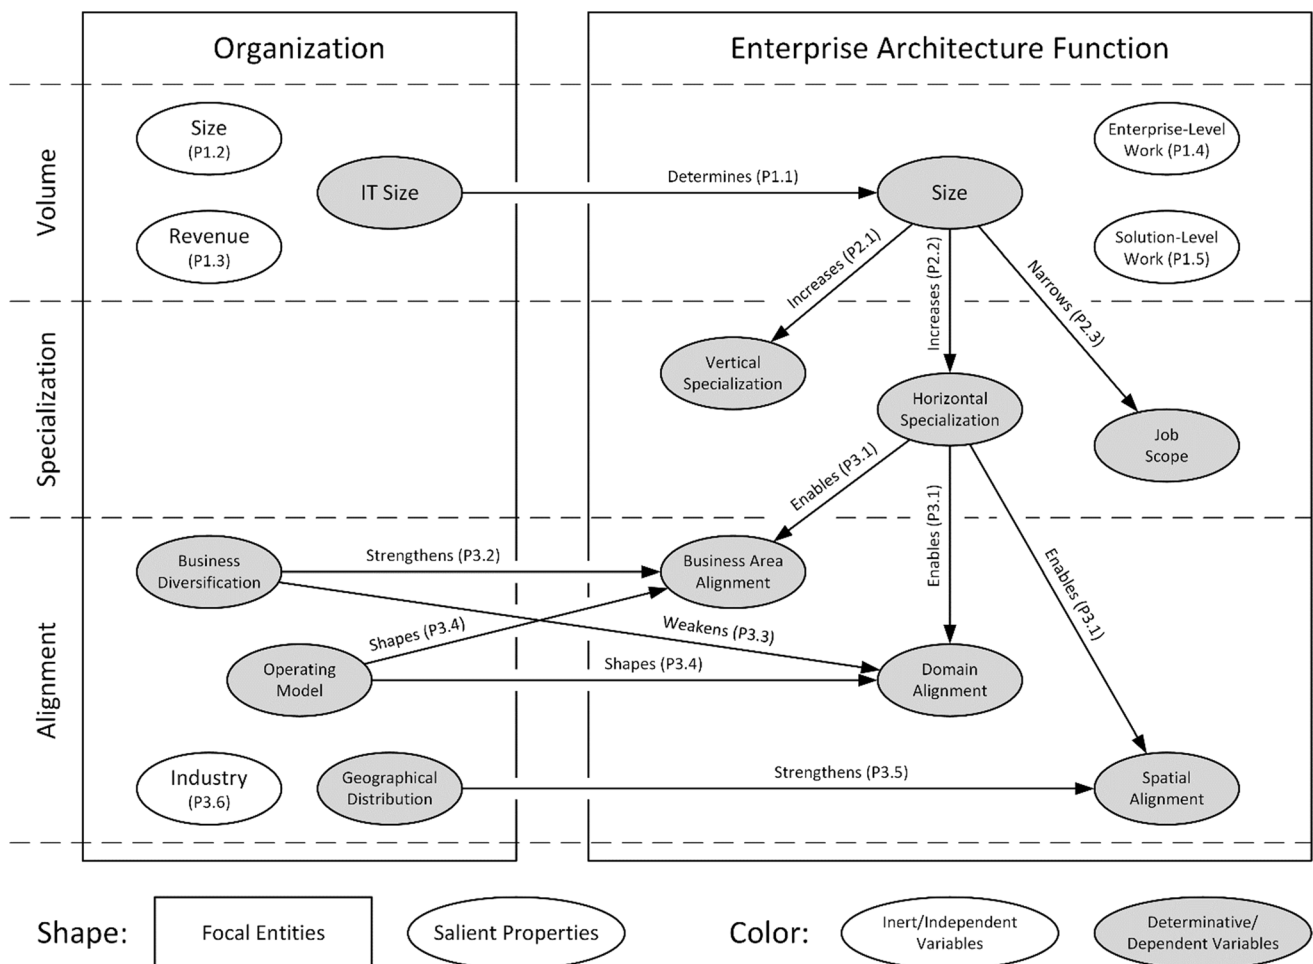 Organization
Enterprise Architecture Function
Volume
Size
(P1.2)
IT Size
Revenue
(P1.3)
Determines (P1.1)
Size
Enterprise-Level
Work (P1.4)
Solution-Level
Work (P1.5)
Increases (P2.1)
Increases (P2.2)
Narrows (P2.3)
Specialization
Vertical
Specialization
Horizontal
Specialization
Job
Scope
Enables (P3.1)
Enables (P3.1)
Enables (P3.1)
Alignment
Business
Diversification
Strengthens (P3.2)
Business Area
Alignment
Shapes (P3.4)
Weakens (P3.3)
Operating
Model
Shapes (P3.4)
Domain
Alignment
Industry
(P3.6)
Geographical
Distribution
Strengthens (P3.5)
Spatial
Alignment
Shape:
Focal Entities
Salient Properties
Color:
Inert/Independent
Variables
Determinative/
Dependent Variables